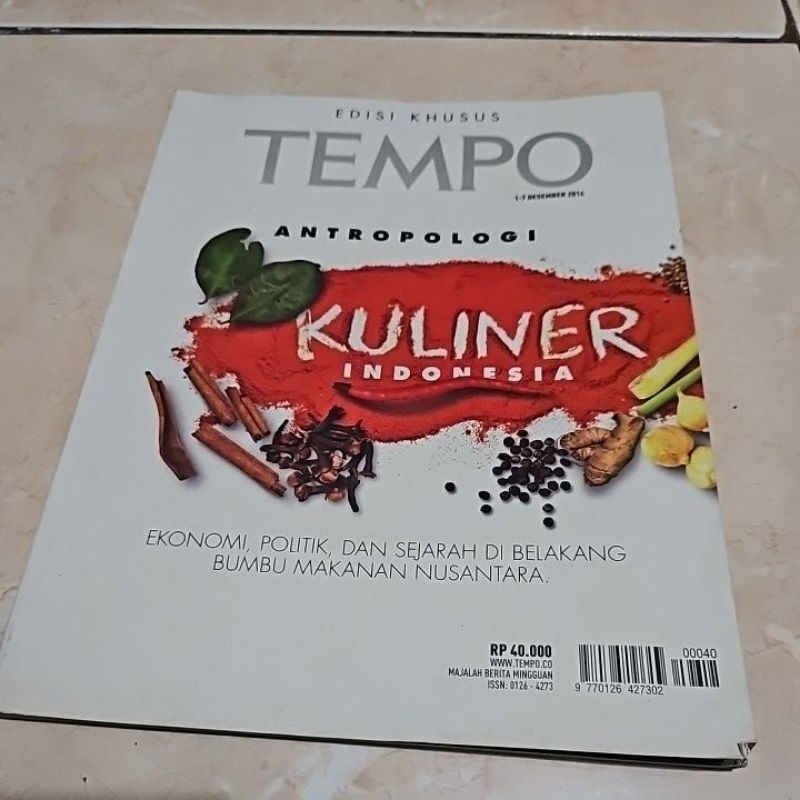 EDISI KHUSUS
TEMPO
1-7 DESEMBER 2014
ANTROPOLOGI
KULINER
INDONESIA
EKONOMI, POLITIK, DAN SEJARAH DI BELAKANG
BUMBU MAKANAN NUSANTARA.
RP 40.000
WWW.TEMPO.CO
MAJALAH BERITA MINGGUAN
ISSN: 0126 - 4273
00040
9 770126 427302